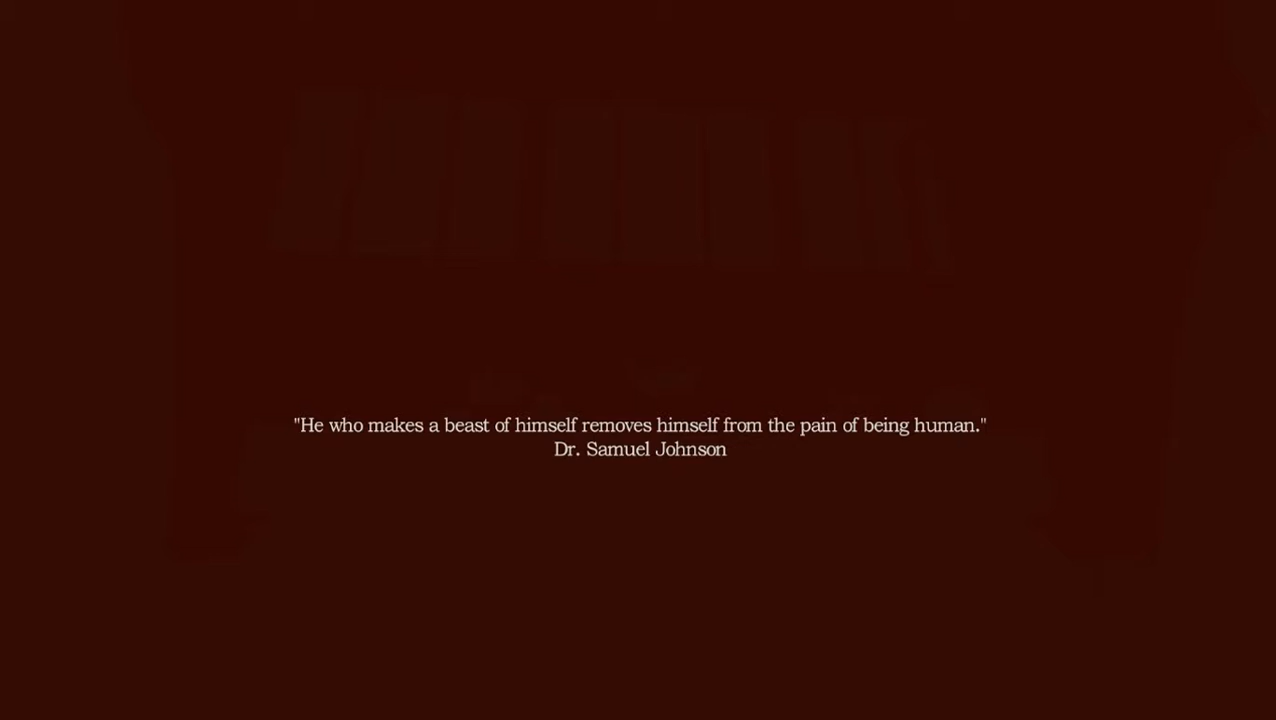 "He who makes a beast of himself removes himself from the pain of being human."
Dr. Samuel Johnson